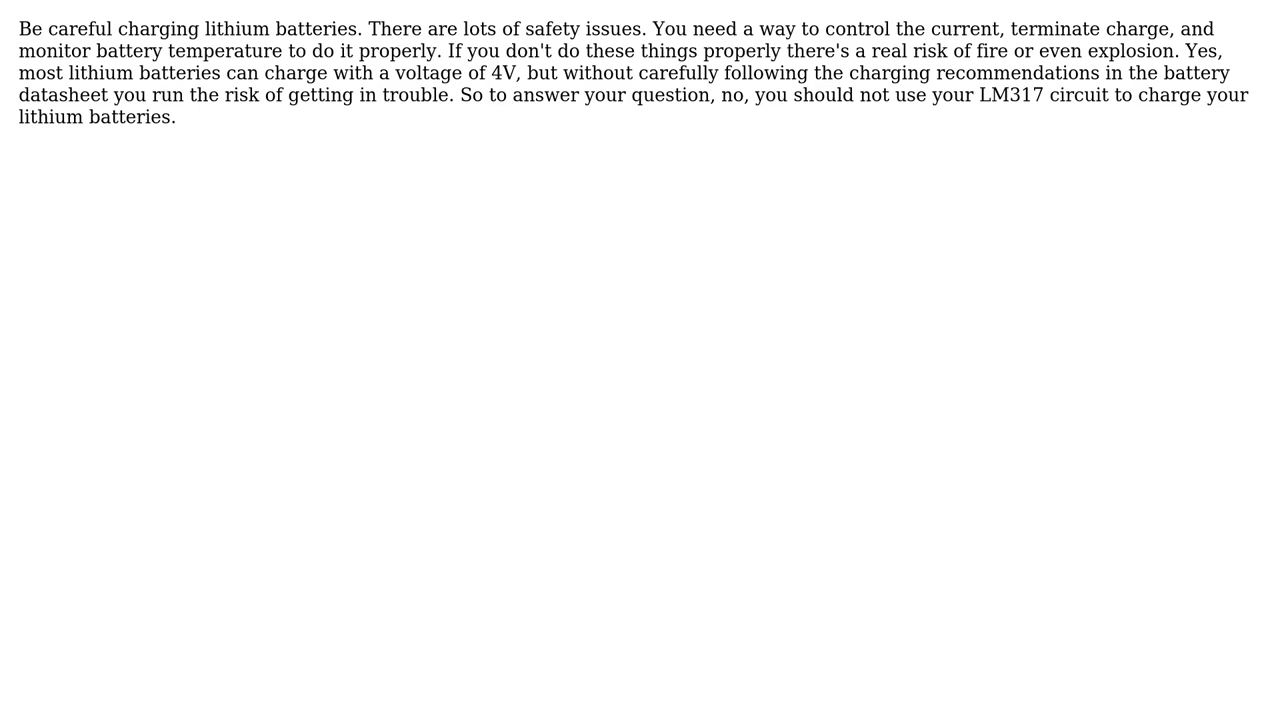 Be careful charging lithium batteries. There are lots of safety issues. You need a way to control the current, terminate charge, and
monitor battery temperature to do it properly. If you don't do these things properly there's a real risk of fire or even explosion. Yes,
most lithium batteries can charge with a voltage of 4V, but without carefully following the charging recommendations in the battery
datasheet you run the risk of getting in trouble. So to answer your question, no, you should not use your LM317 circuit to charge your
lithium batteries.